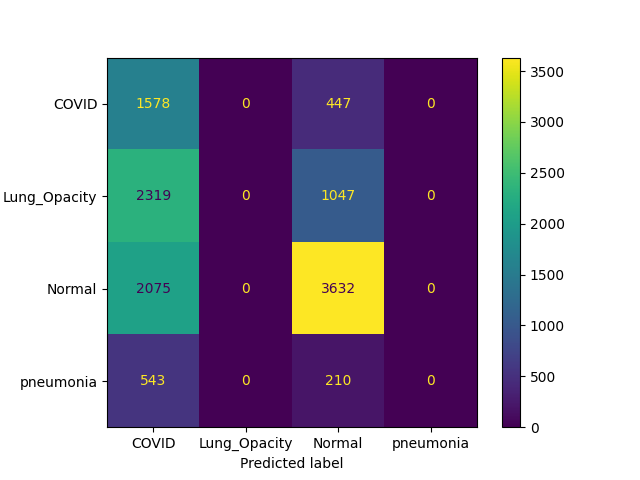 COVID 1578 0 447 0
Lung_Opacity 2319 0 1047 0
Normal 2075 0 3632 0
pneumonia 543 0 210 0
COVID Lung_Opacity Normal pneumonia
Predicted label
3500
3000
2500
2000
1500
1000
500
0